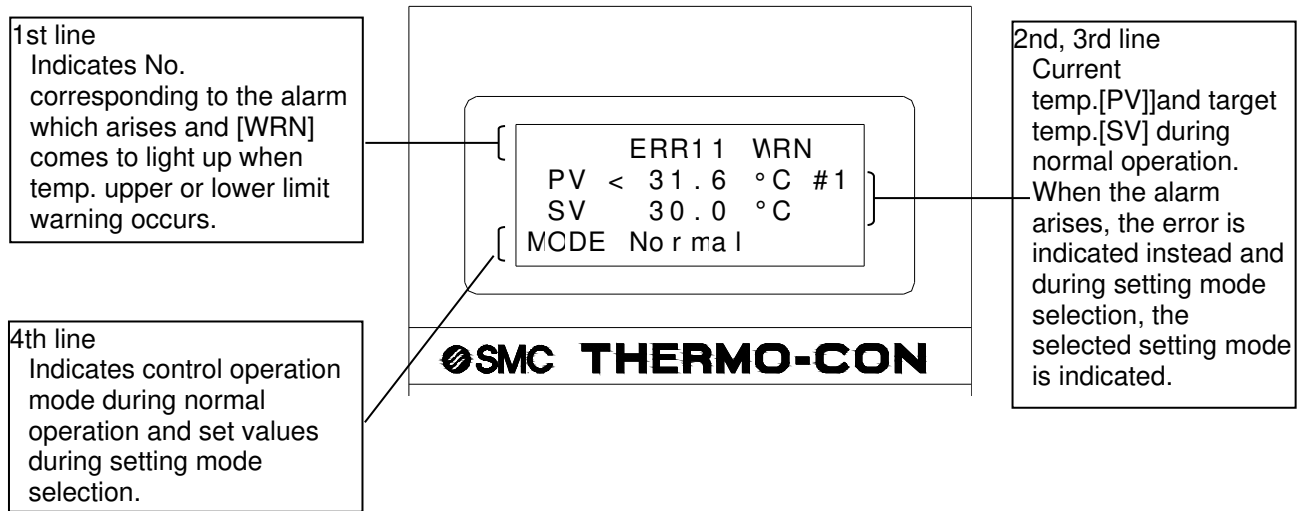 1st line
Indicates No.
corresponding to the alarm
which arises and [WRN]
comes to light up when
temp. upper or lower limit
warning occurs.
4th line
Indicates control operation
mode during normal
operation and set values
during setting mode
selection.
ERR11 WRN
PV < 31.6 °C #1
SV 30.0 °C
MODE Normal
SMC THERMO-CON
2nd, 3rd line
Current
temp.[PV]]and target
temp.[SV] during
normal operation.
When the alarm
arises, the error is
indicated instead and
during setting mode
selection, the
selected setting mode
is indicated.